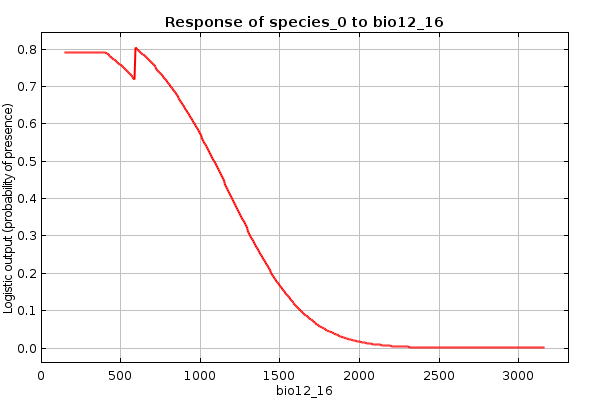 Response of species_0 to bio12_16
Logistic output (probability of presence)
0.8
0.7
0.6
0.5
0.4
0.3
0.2
0.1
0.0
0 500 1000 1500 2000 2500 3000
bio12_16